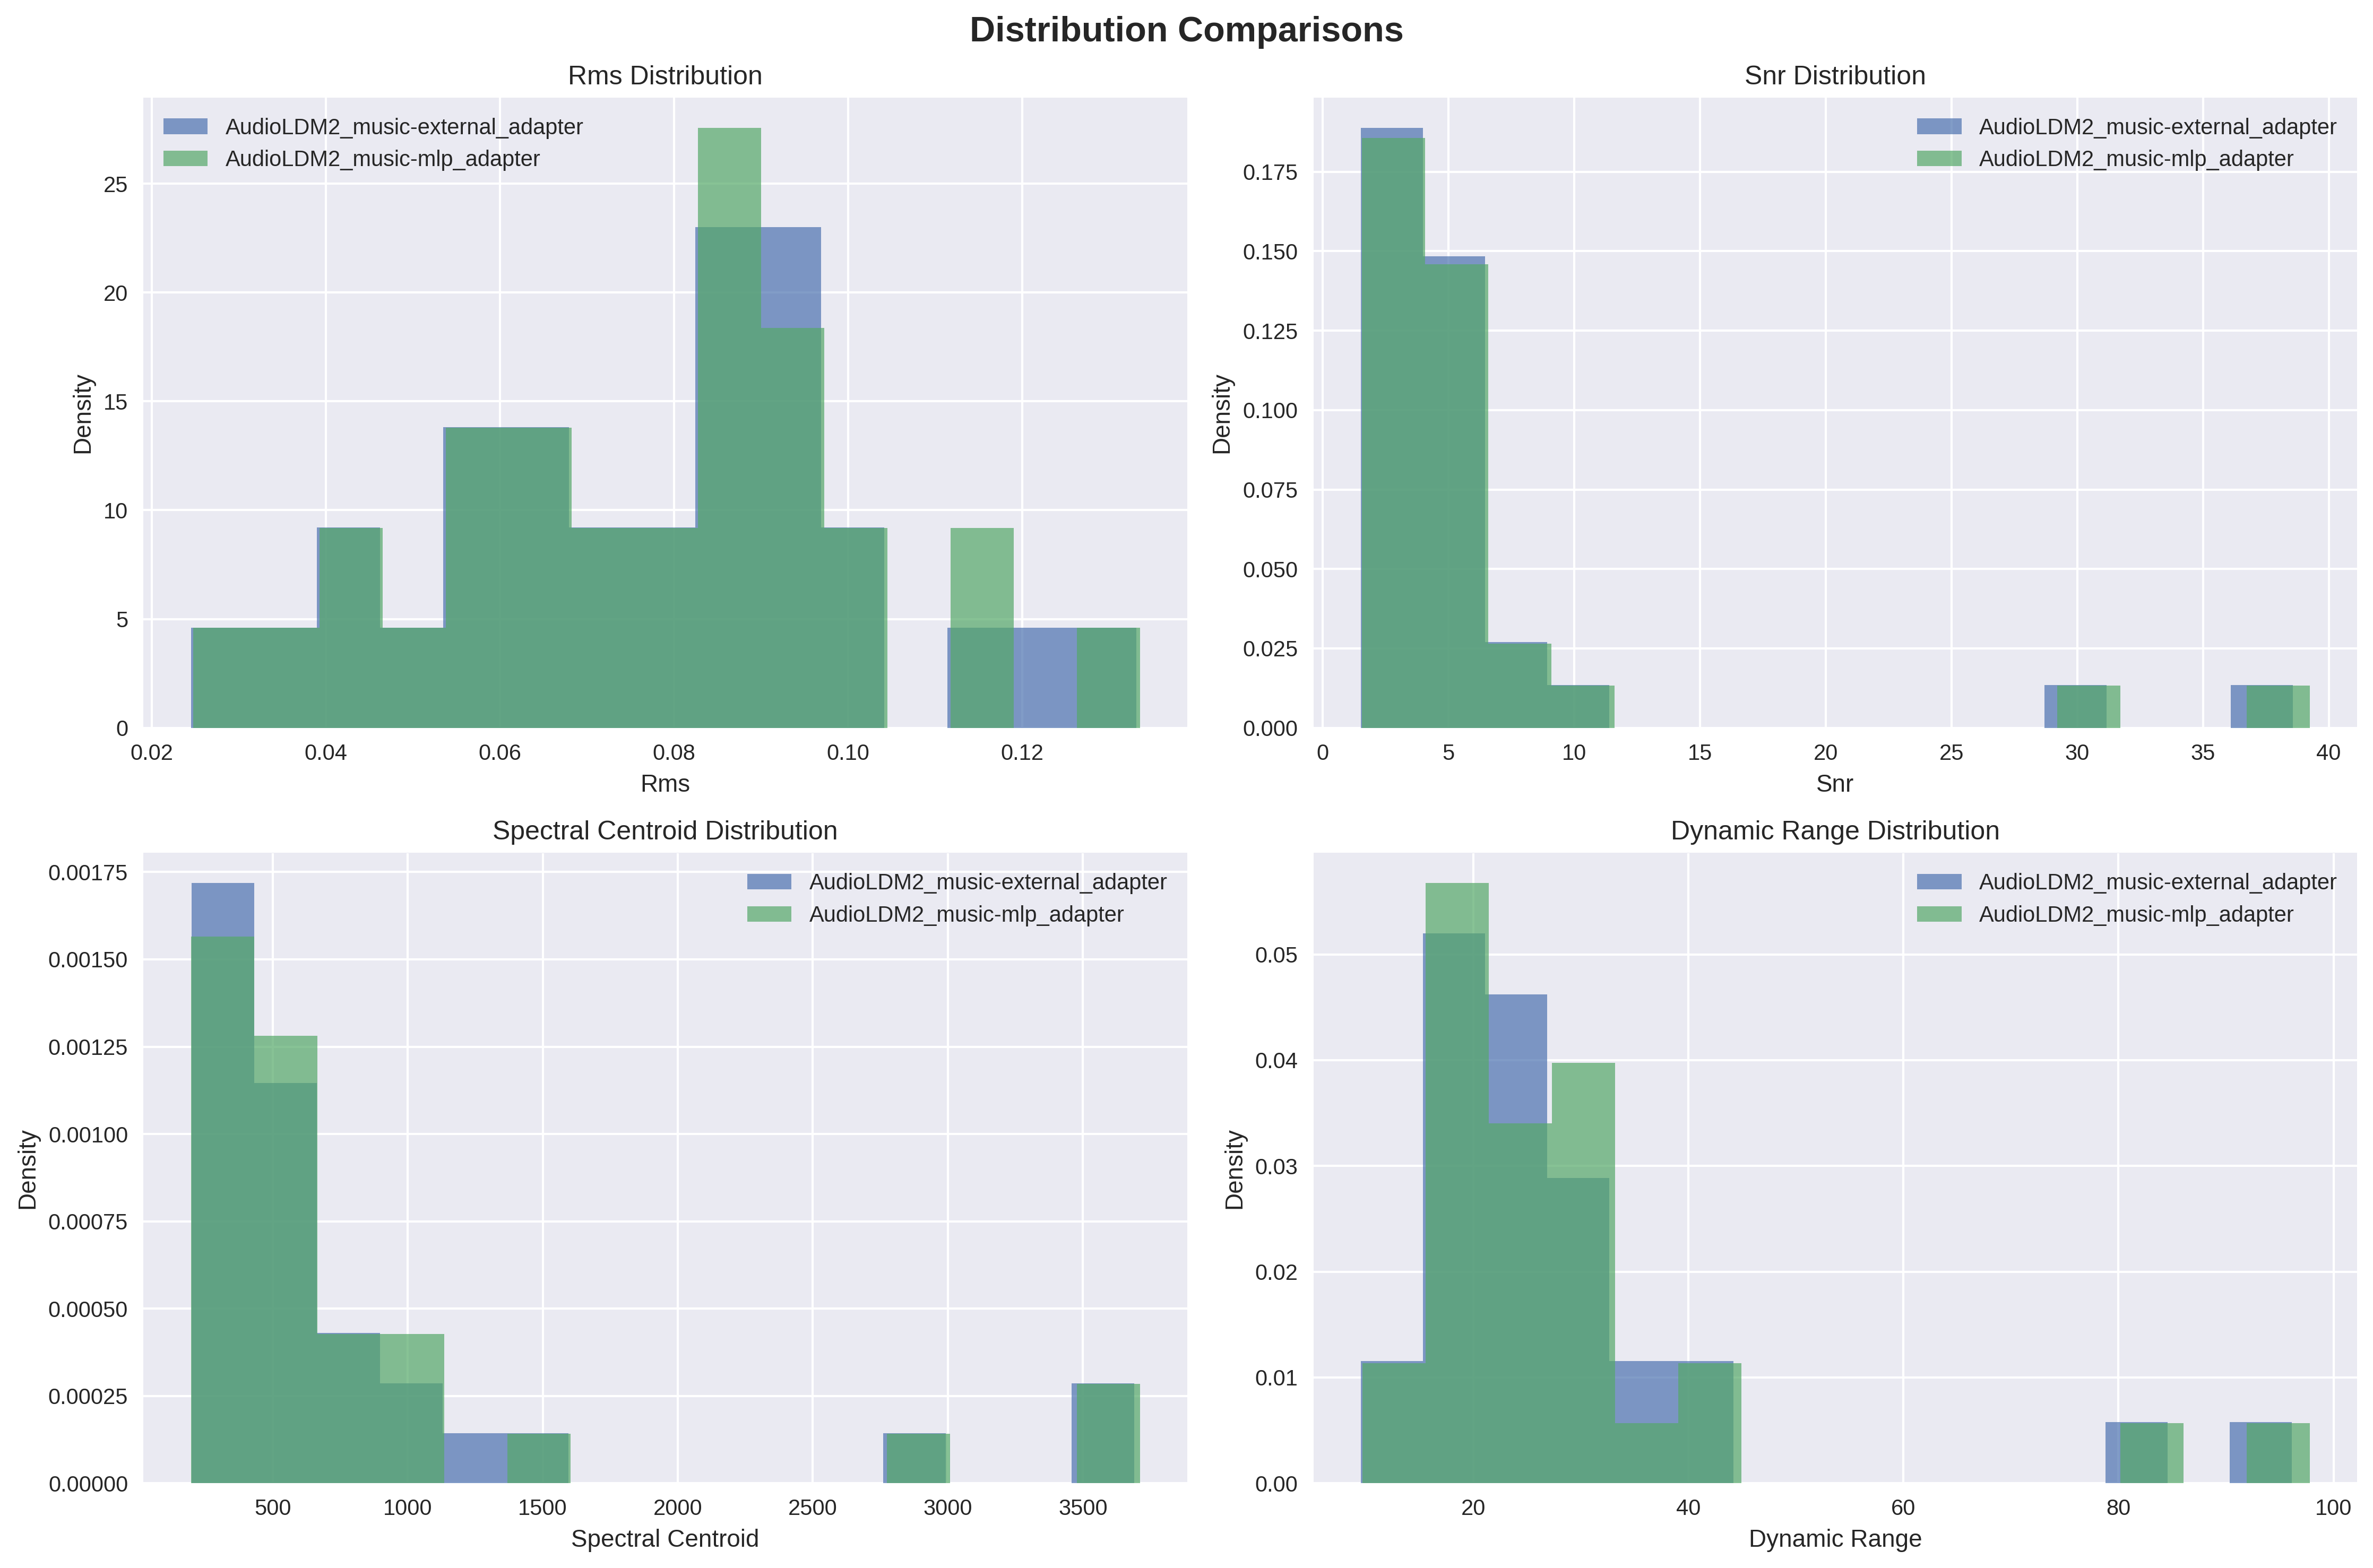 Distribution Comparisons
Rms Distribution
AudioLDM2_music-external_adapter
AudioLDM2_music-mlp_adapter
Density
25
20
15
10
5
0
0.02 0.04 0.06 0.08 0.10 0.12
Rms
Snr Distribution
AudioLDM2_music-external_adapter
AudioLDM2_music-mlp_adapter
Density
0.175
0.150
0.125
0.100
0.075
0.050
0.025
0.000
0 5 10 15 20 25 30 35 40
Snr
Spectral Centroid Distribution
AudioLDM2_music-external_adapter
AudioLDM2_music-mlp_adapter
Density
0.00175
0.00150
0.00125
0.00100
0.00075
0.00050
0.00025
0.00000
500 1000 1500 2000 2500 3000 3500
Spectral Centroid
Dynamic Range Distribution
AudioLDM2_music-external_adapter
AudioLDM2_music-mlp_adapter
Density
0.05
0.04
0.03
0.02
0.01
0.00
20 40 60 80 100
Dynamic Range